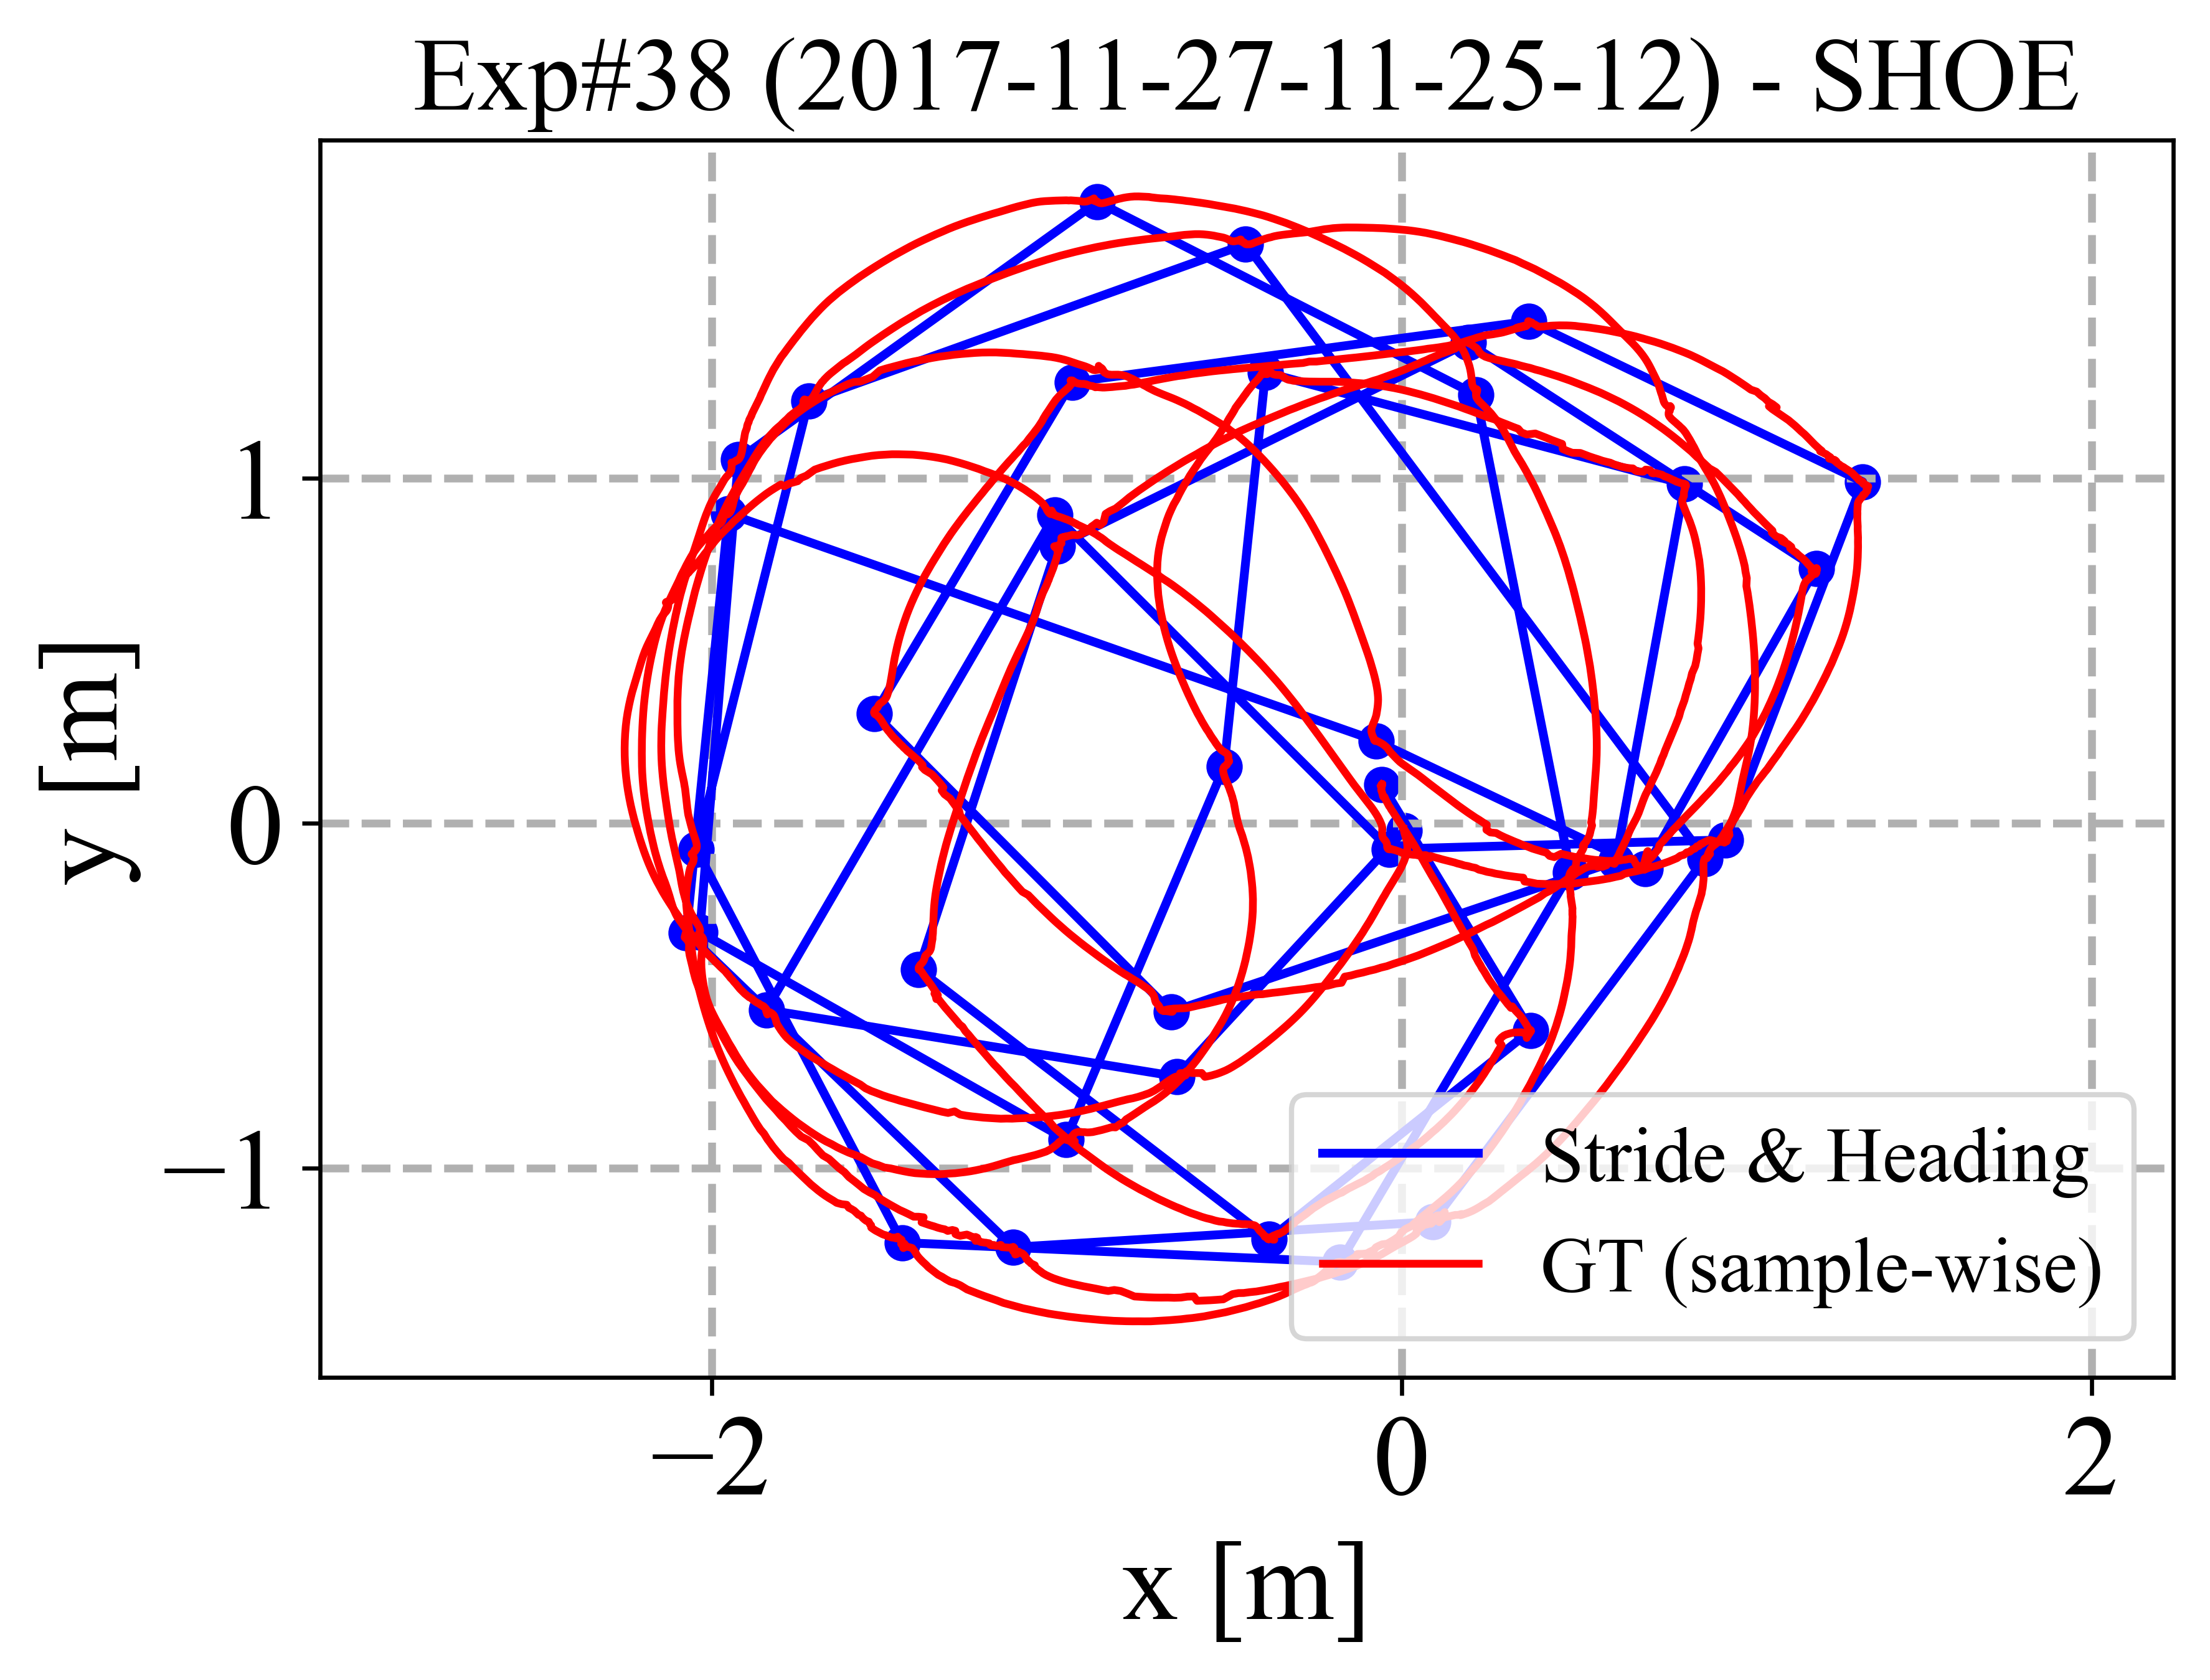 Exp#38 (2017-11-27-11-25-12) - SHOE
y [m]
1
0
−1
−2
0
2
x [m]
Stride & Heading
GT (sample-wise)